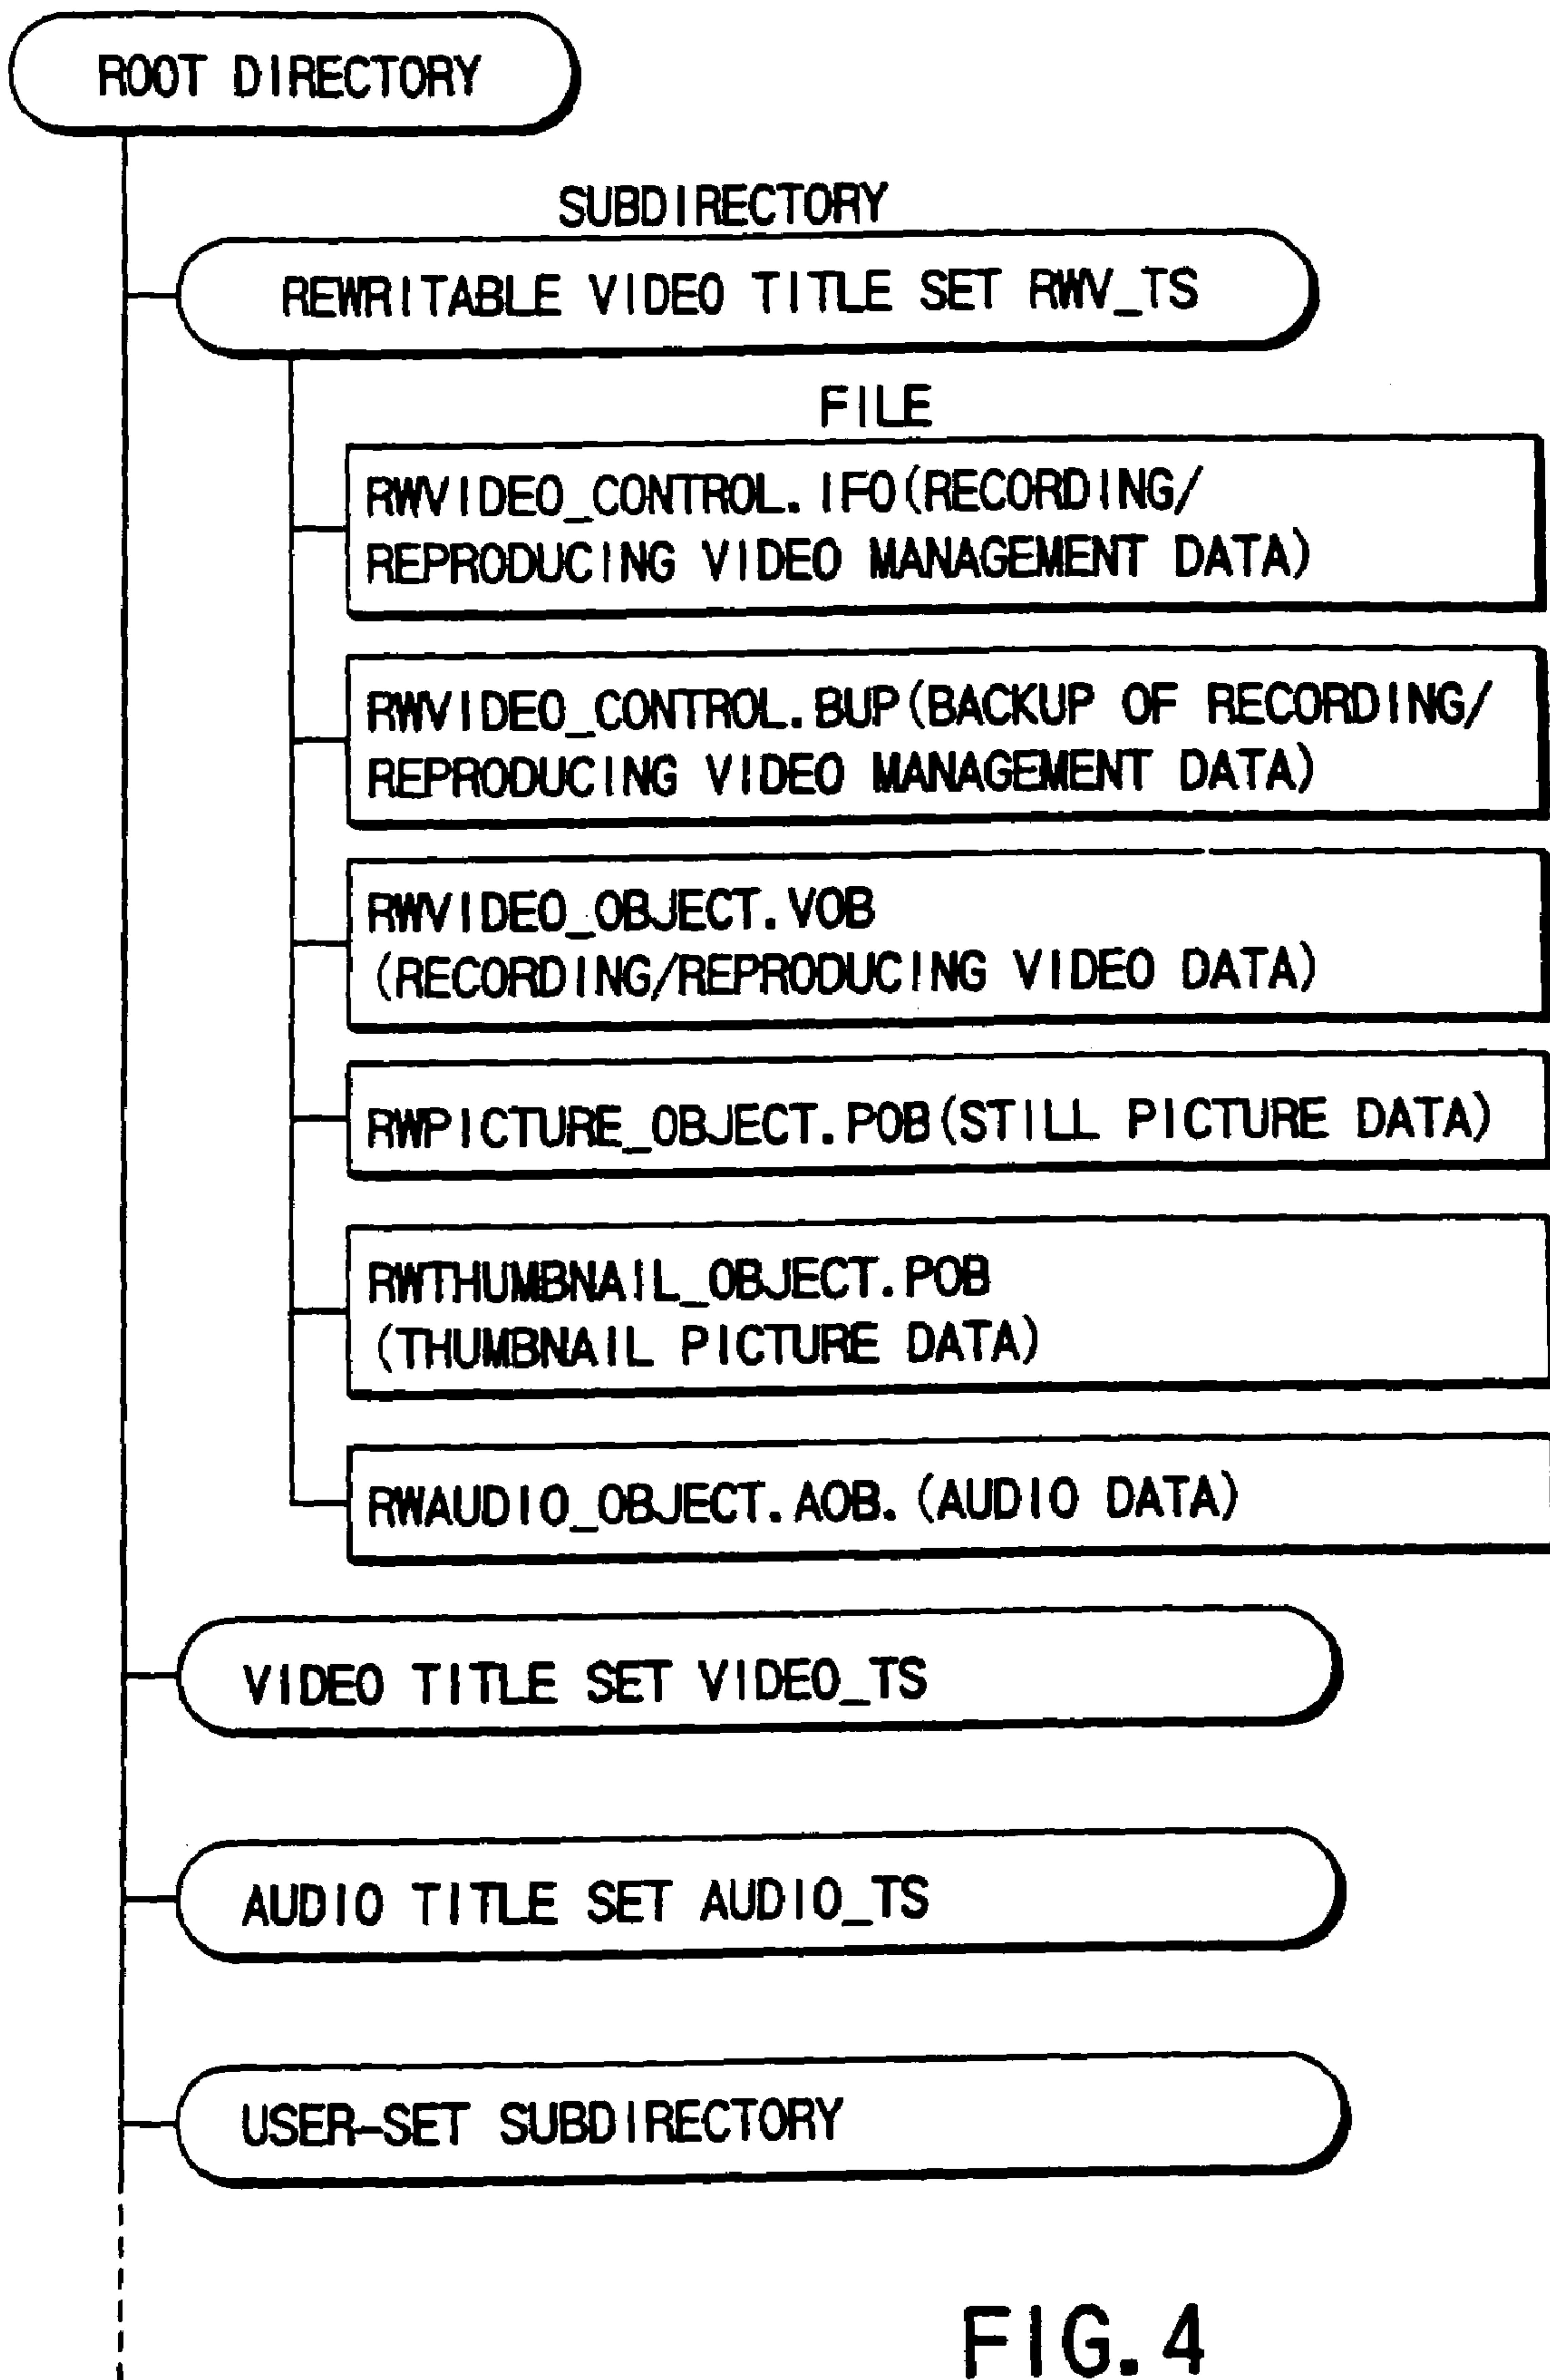 ROOT DIRECTORY
SUBDIRECTORY
REWRITABLE VIDEO TITLE SET RWV_TS
FILE
RWVIDEO_CONTROL.IFO(RECORDING/
REPRODUCING VIDEO MANAGEMENT DATA)
RWVIDEO_CONTROL.BUP(BACKUP OF RECORDING/
REPRODUCING VIDEO MANAGEMENT DATA)
RWVIDEO_OBJECT.VOB
(RECORDING/REPRODUCING VIDEO DATA)
RWPICTURE_OBJECT.POB(STILL PICTURE DATA)
RWTHUMBNAIL_OBJECT.POB
(THUMBNAIL PICTURE DATA)
RWAUDIO_OBJECT.AOB.(AUDIO DATA)
VIDEO TITLE SET VIDEO_TS
AUDIO TITLE SET AUDIO_TS
USER-SET SUBDIRECTORY
FIG.4